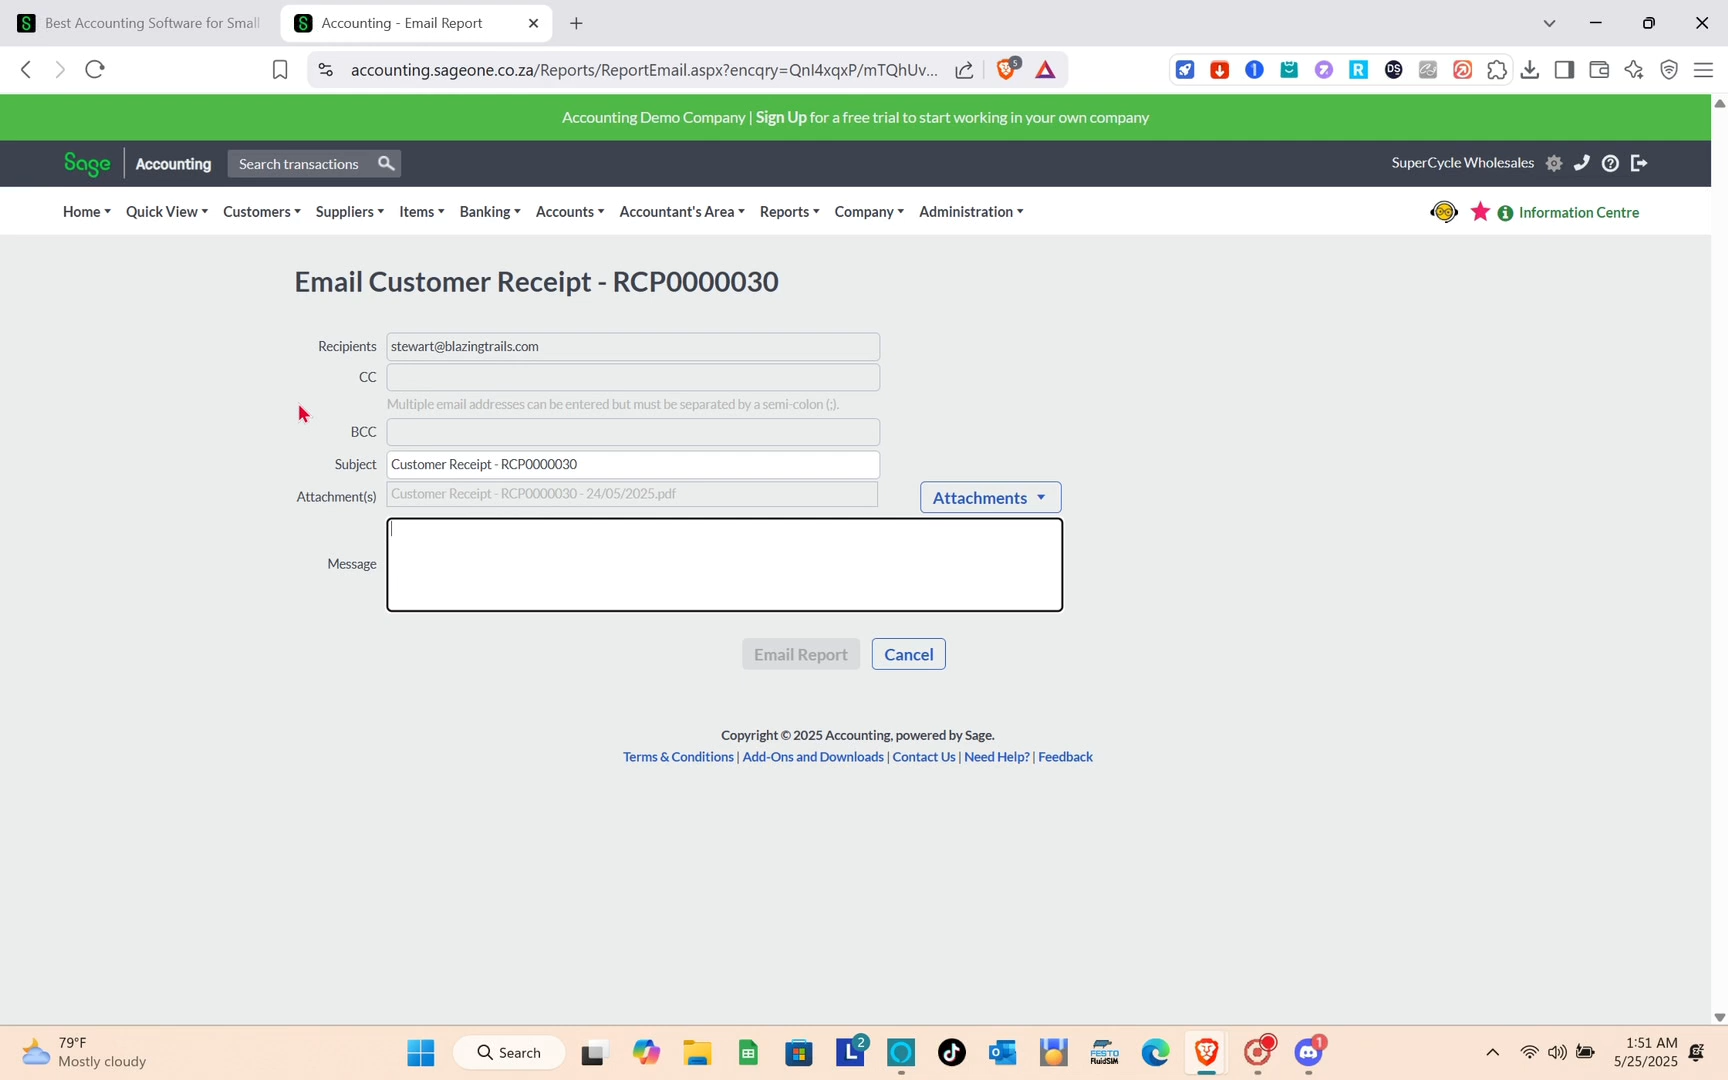 Best Accounting Software for Small
Accounting - Email Report
accounting.sageone.co.za/Reports/ReportEmail.aspx?encqry=QnI4xqxP/mTQhUv...
5
Accounting Demo Company | Sign Up for a free trial to start working in your own company
Sage Accounting Search transactions SuperCycle Wholesales
Home Quick View Customers Suppliers Items Banking Accounts Accountant's Area Reports Company Administration Information Centre
Email Customer Receipt - RCP0000030
Recipients stewart@blazingtrails.com
CC
Multiple email addresses can be entered but must be separated by a semi-colon (;).
BCC
Subject Customer Receipt - RCP0000030
Attachment(s) Customer Receipt - RCP0000030 - 24/05/2025.pdf Attachments
Message
Email Report Cancel
Copyright © 2025 Accounting, powered by Sage.
Terms & Conditions | Add-Ons and Downloads | Contact Us | Need Help? | Feedback
79°F
Mostly cloudy
Search
2
FESTO
FluidSIM
1
1:51 AM
5/25/2025